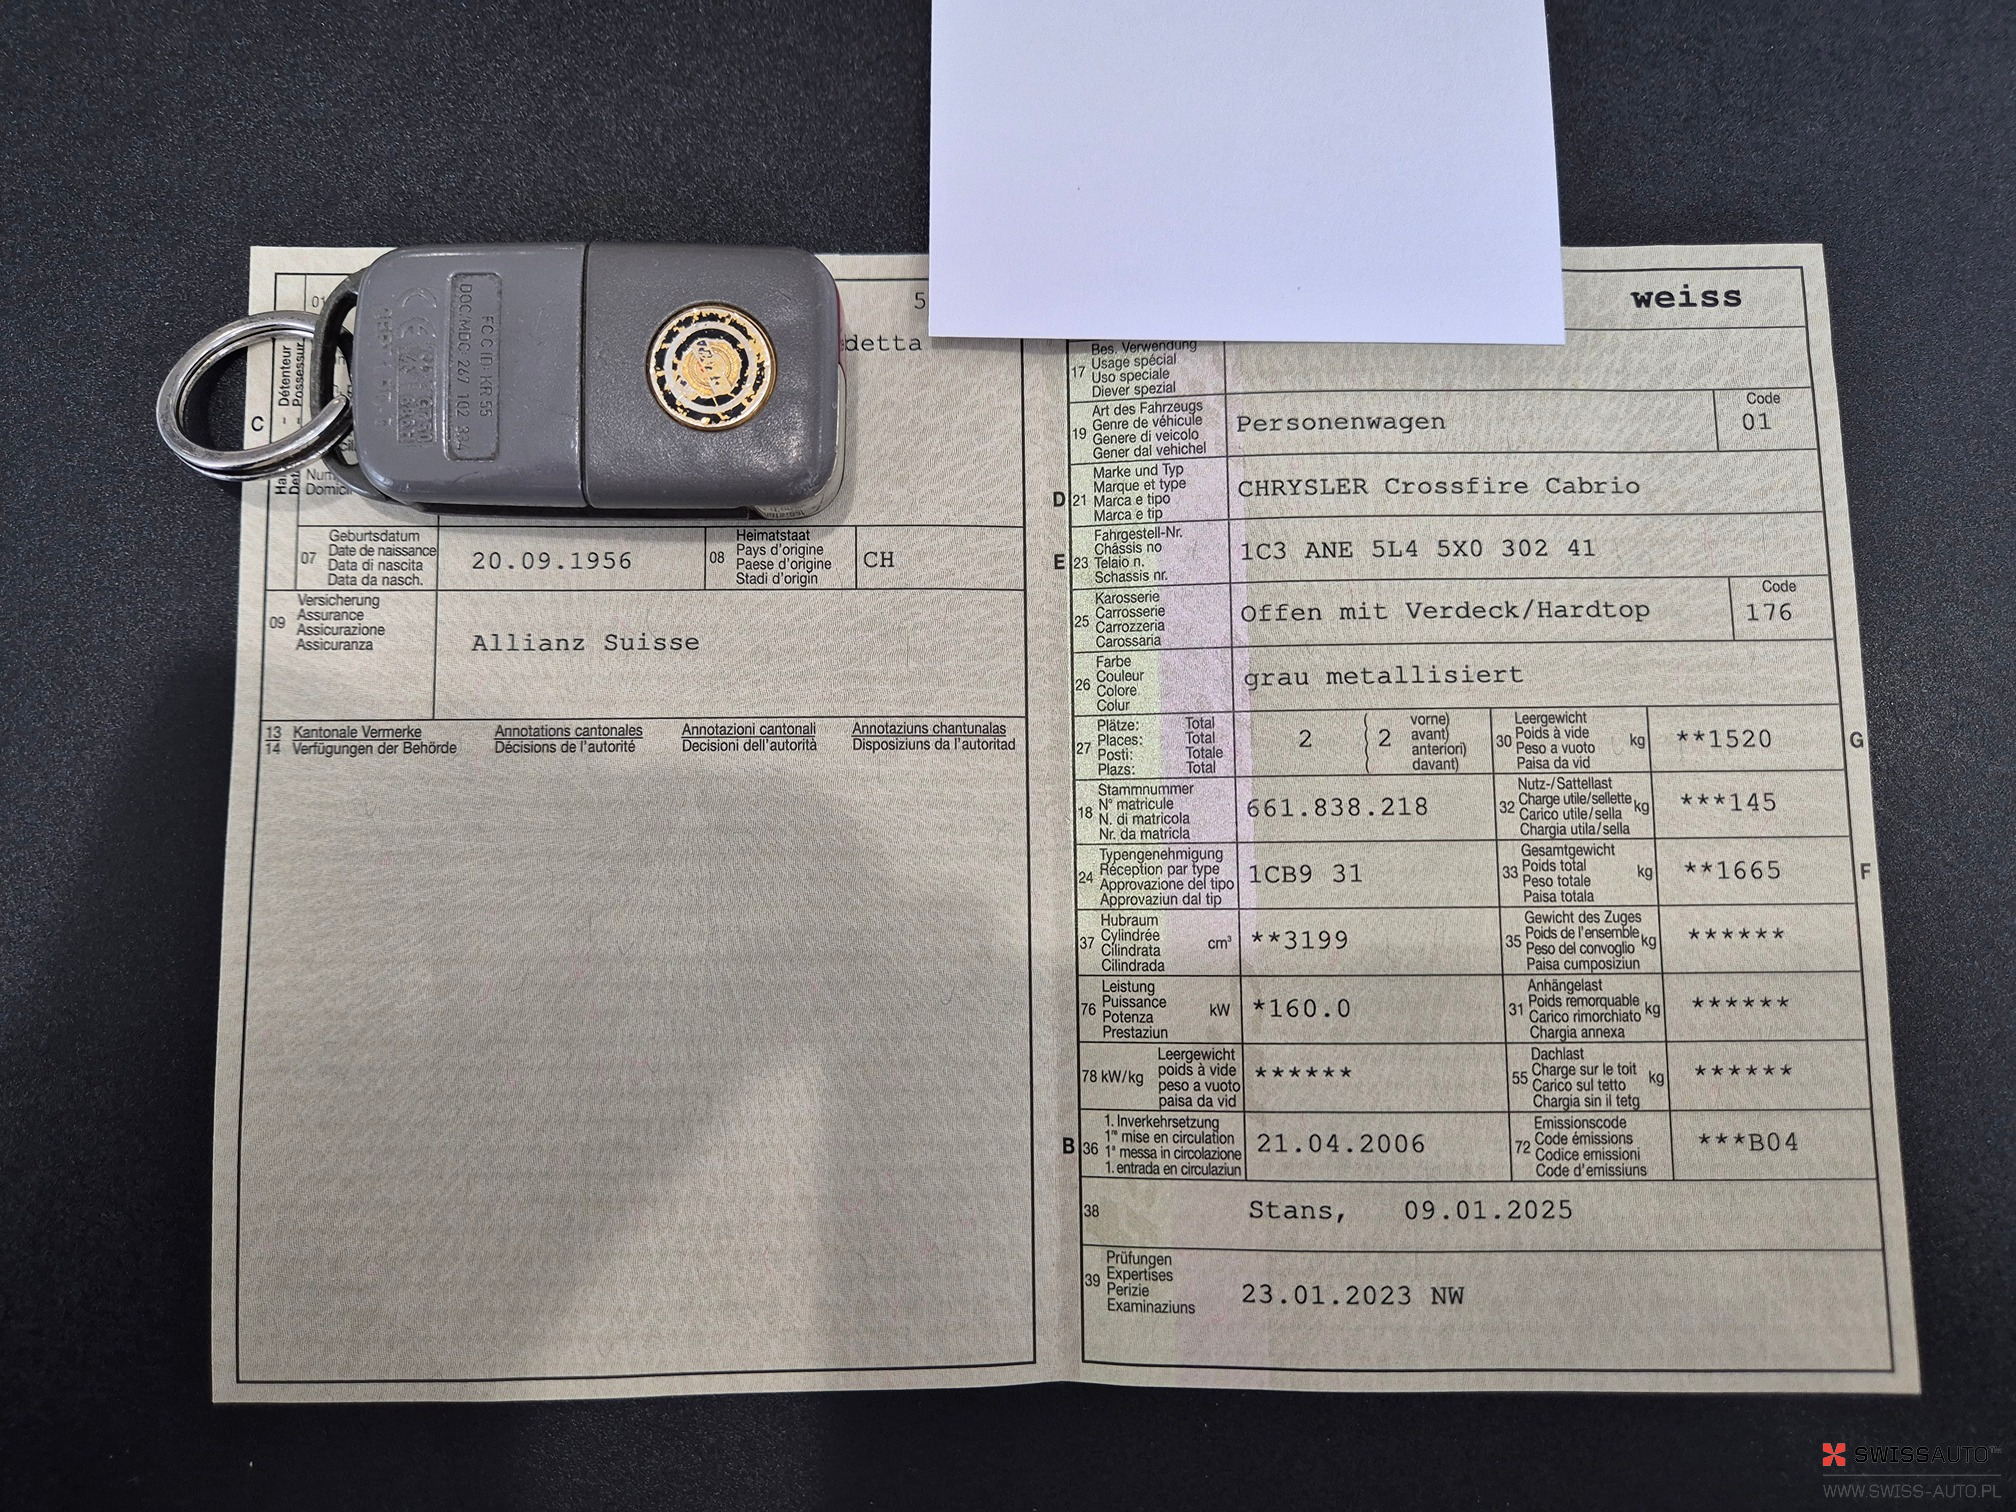 01
5
weiss
detta
C
Détenteur
Possessur
Num
Domici
FCC ID: KR 55
DOC/MDC 267 102 334
CE
07
Geburtsdatum
Date de naissance
Data di nascita
Data da nasch.
20.09.1956
08
Heimatstaat
Pays d'origine
Paese d'origine
Stadi d'origin
CH
09
Versicherung
Assurance
Assicurazione
Assicuranza
Allianz Suisse
13 Kantonale Vermerke Annotations cantonales Annotazioni cantonali Annotaziuns chantunalas
14 Verfügungen der Behörde Décisions de l'autorité Decisioni dell'autorità Disposiziuns da l'autoritad
17
Bes. Verwendung
Usage spécial
Uso speciale
Diever spezial
19
Art des Fahrzeugs
Genre de véhicule
Genere di veicolo
Gener dal vehichel
Personenwagen
Code
01
D
21
Marke und Typ
Marque et type
Marca e tipo
Marca e tip
CHRYSLER Crossfire Cabrio
E
23
Fahrgestell-Nr.
Châssis no
Telaio n.
Schassis nr.
1C3 ANE 5L4 5X0 302 41
25
Karosserie
Carrosserie
Carrozzeria
Carossaria
Offen mit Verdeck/Hardtop
Code
176
26
Farbe
Couleur
Colore
Colur
grau metallisiert
27
Plätze: Total
Places: Total
Posti: Totale
Plazs: Total
2
2
vorne)
avant)
anteriori)
davant)
30
Leergewicht
Poids à vide
Peso a vuoto
Paisa da vid
kg
**1520
G
18
Stammnummer
N° matricule
N. di matricola
Nr. da matricla
661.838.218
32
Nutz-/Sattellast
Charge utile/sellette
Carico utile/sella
Chargia utila/sella
kg
***145
24
Typengenehmigung
Réception par type
Approvazione del tipo
Approvaziun dal tip
1CB9 31
33
Gesamtgewicht
Poids total
Peso totale
Paisa totala
kg
**1665
F
37
Hubraum
Cylindrée
Cilindrata
Cilindrada
cm³
**3199
35
Gewicht des Zuges
Poids de l'ensemble
Peso del convoglio
Paisa cumposiziun
kg
******
76
Leistung
Puissance
Potenza
Prestaziun
kW
*160.0
31
Anhängelast
Poids remorquable
Carico rimorchiato
Chargia annexa
kg
******
78 kW/kg
Leergewicht
poids à vide
peso a vuoto
paisa da vid
******
55
Dachlast
Charge sur le toit
Carico sul tetto
Chargia sin il tetg
kg
******
B
36
1. Inverkehrsetzung
1re mise en circulation
1a messa in circolazione
1. entrada en circulaziun
21.04.2006
72
Emissionscode
Code émissions
Codice emissioni
Code d'emissiuns
***B04
38
Stans, 09.01.2025
39
Prüfungen
Expertises
Perizie
Examinaziuns
23.01.2023 NW
SWISSAUTO™
WWW.SWISS-AUTO.PL